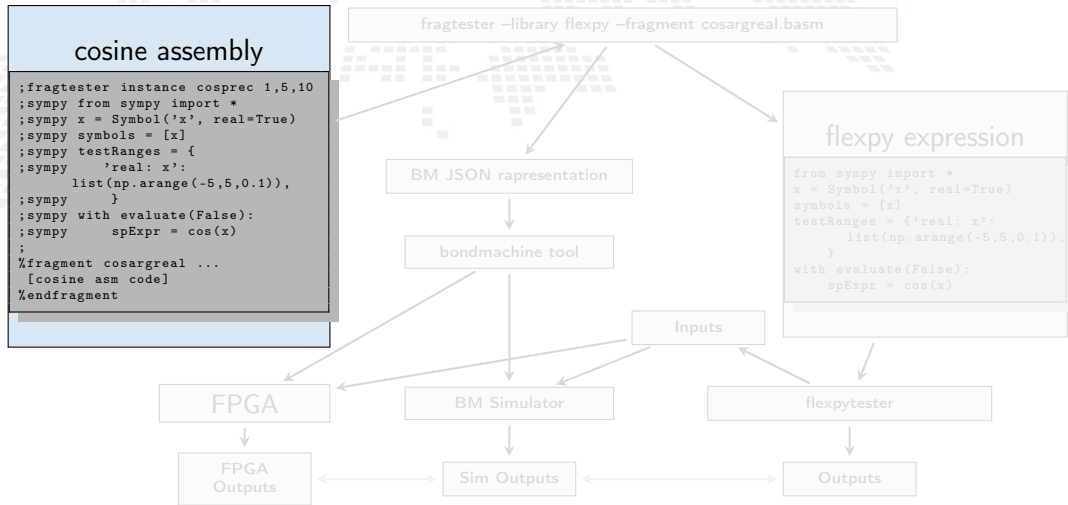 fragtester –library flexpy –fragment cosargreal.basm
cosine assembly
;fragtester instance cosprec 1,5,10
;sympy from sympy import *
;sympy x = Symbol(’x’, real=True)
;sympy symbols = [x]
;sympy testRanges = {
;sympy    ’real: x’:
      list(np.arange(-5,5,0.1)),
;sympy     }
;sympy with evaluate(False):
;sympy     spExpr = cos(x)
;
%fragment cosargreal ...
 [cosine asm code]
%endfragment
flexpy expression
from sympy import *
x = Symbol(’x’, real=True)
symbols = [x]
testRanges = {’real: x’:
      list(np.arange(-5,5,0.1)),
    }
with evaluate(False):
    spExpr = cos(x)
BM JSON rapresentation
bondmachine tool
Inputs
FPGA
BM Simulator
flexpytester
FPGA
Outputs
Sim Outputs
Outputs